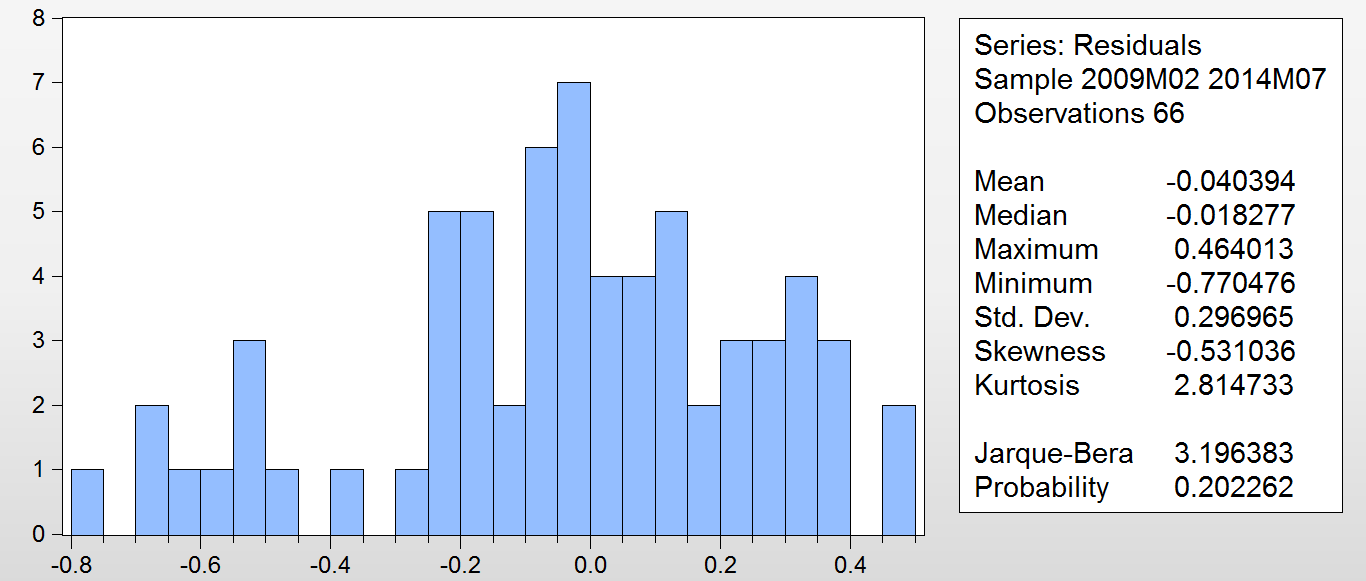 8
7
6
5
4
3
2
1
0
-0.8 -0.6 -0.4 -0.2 0.0 0.2 0.4
Series: Residuals
Sample 2009M02 2014M07
Observations 66
Mean -0.040394
Median -0.018277
Maximum 0.464013
Minimum -0.770476
Std. Dev. 0.296965
Skewness -0.531036
Kurtosis 2.814733
Jarque-Bera 3.196383
Probability 0.202262